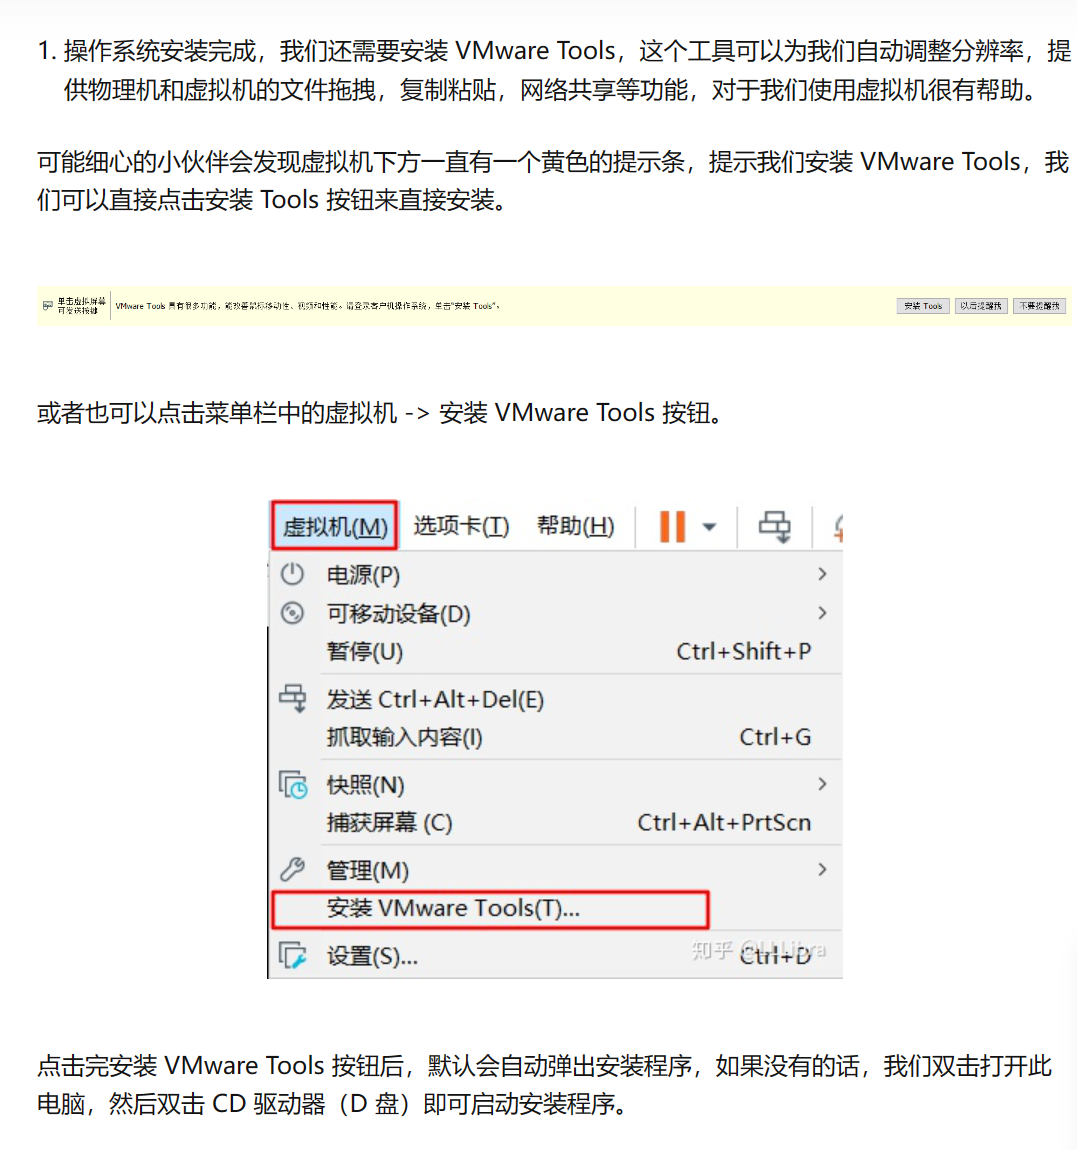 1. 操作系统安装完成，我们还需要安装 VMware Tools，这个工具可以为我们自动调整分辨率，提
供物理机和虚拟机的文件拖拽，复制粘贴，网络共享等功能，对于我们使用虚拟机很有帮助。
可能细心的小伙伴会发现虚拟机下方一直有一个黄色的提示条，提示我们安装 VMware Tools，我
们可以直接点击安装 Tools 按钮来直接安装。
单击虚拟屏幕
可发送按键
VMware Tools 具有很多功能，能改善鼠标移动性、视频和性能。请登录客户机操作系统，单击“安装 Tools”。
安装 Tools 以后提醒我 不要提醒我
或者也可以点击菜单栏中的虚拟机 -> 安装 VMware Tools 按钮。
虚拟机(M) 选项卡(T) 帮助(H)
电源(P)
可移动设备(D)
暂停(U) Ctrl+Shift+P
发送 Ctrl+Alt+Del(E)
抓取输入内容(I) Ctrl+G
快照(N)
捕获屏幕 (C) Ctrl+Alt+PrtScn
管理(M)
安装 VMware Tools(T)...
设置(S)... Ctrl+D
知乎
点击完安装 VMware Tools 按钮后，默认会自动弹出安装程序，如果没有的话，我们双击打开此
电脑，然后双击 CD 驱动器（D 盘）即可启动安装程序。